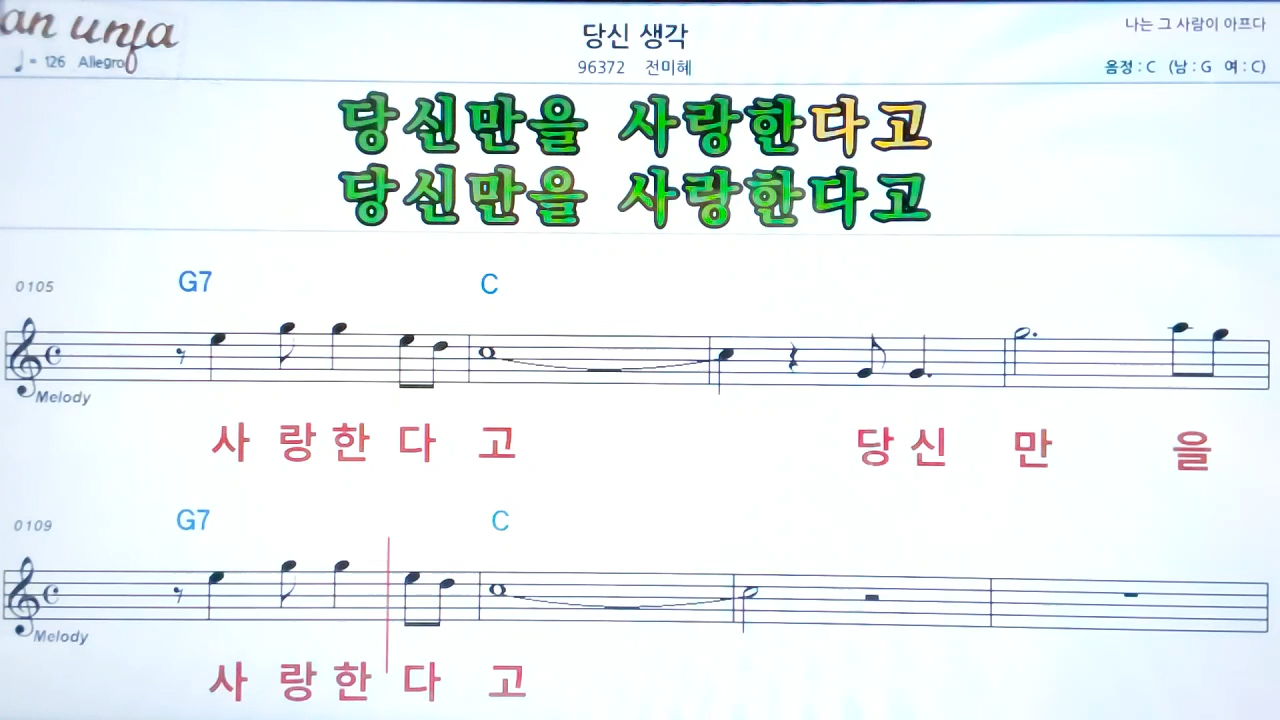 an unja
나는 그 사람이 아프다
당신 생각
♩= 126 Allegro
96372 전미혜
음정 : C (남 : G 여 : C)
당신만을 사랑한다고
당신만을 사랑한다고
0105
G7 C
Melody
사 랑 한 다 고 당 신 만 을
0109
G7 C
Melody
사 랑 한 다 고